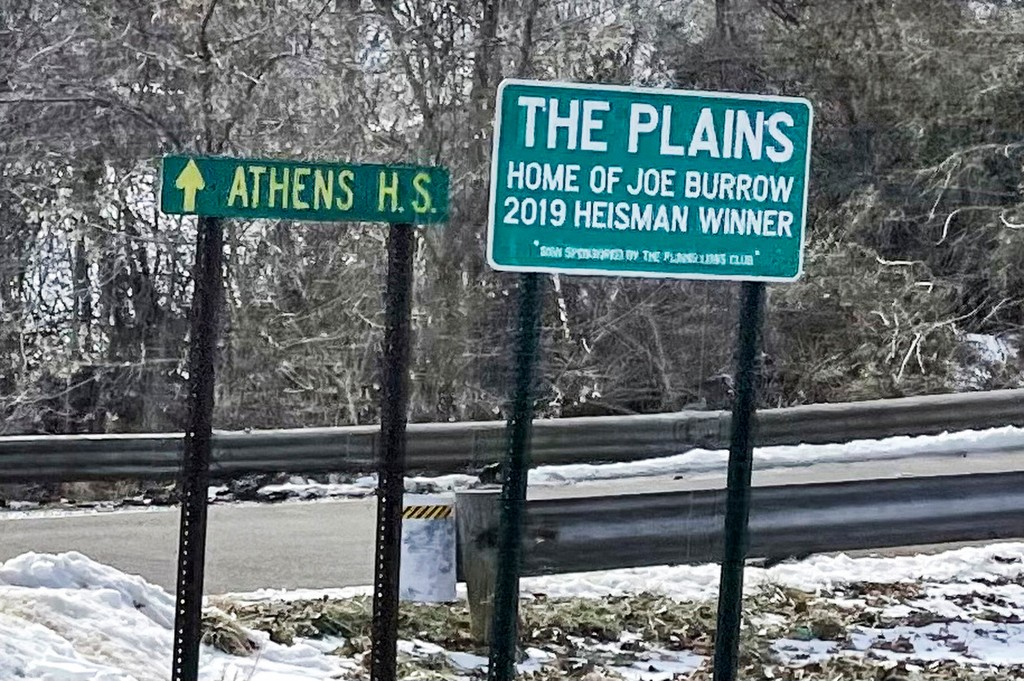 ATHENS H.S.
THE PLAINS
HOME OF JOE BURROW
2019 HEISMAN WINNER
"SIGN SPONSORED BY THE PLAINS LIONS CLUB"